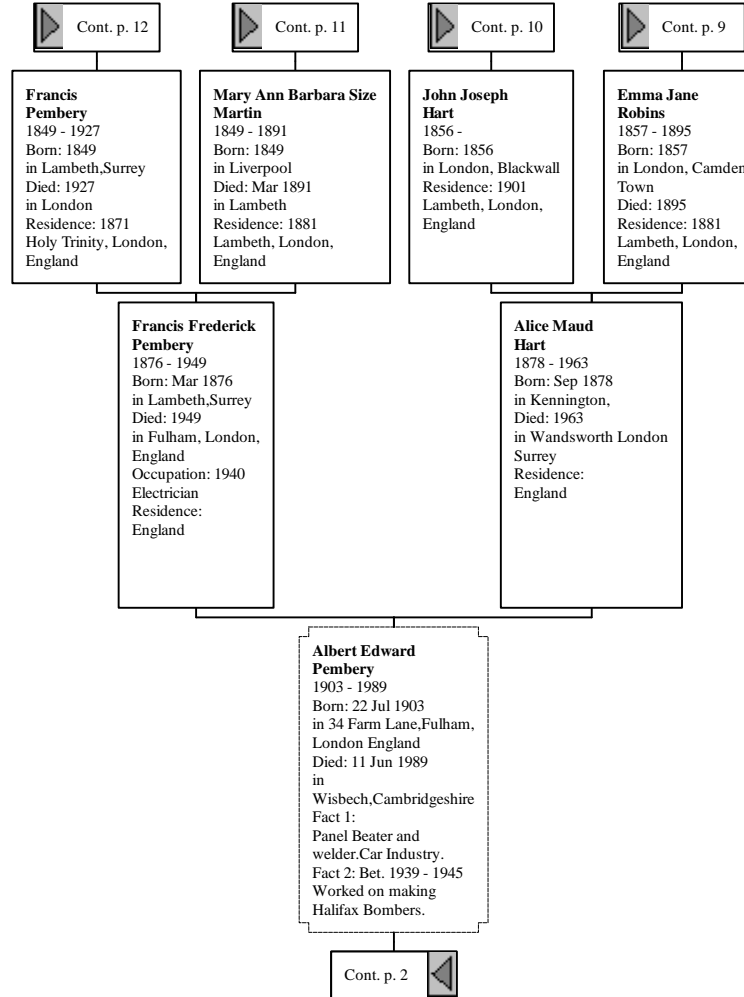 Cont. p. 12
Cont. p. 11
Cont. p. 10
Cont. p. 9
Francis
Pembery
1849 - 1927
Born: 1849
in Lambeth,Surrey
Died: 1927
in London
Residence: 1871
Holy Trinity, London,
England
Mary Ann Barbara Size
Martin
1849 - 1891
Born: 1849
in Liverpool
Died: Mar 1891
in Lambeth
Residence: 1881
Lambeth, London,
England
John Joseph
Hart
1856 -
Born: 1856
in London, Blackwall
Residence: 1901
Lambeth, London,
England
Emma Jane
Robins
1857 - 1895
Born: 1857
in London, Camden
Town
Died: 1895
Residence: 1881
Lambeth, London,
England
Francis Frederick
Pembery
1876 - 1949
Born: Mar 1876
in Lambeth,Surrey
Died: 1949
in Fulham, London,
England
Occupation: 1940
Electrician
Residence:
England
Alice Maud
Hart
1878 - 1963
Born: Sep 1878
in Kennington,
Died: 1963
in Wandsworth London
Surrey
Residence:
England
Albert Edward
Pembery
1903 - 1989
Born: 22 Jul 1903
in 34 Farm Lane,Fulham,
London England
Died: 11 Jun 1989
in
Wisbech,Cambridgeshire
Fact 1:
Panel Beater and
welder.Car Industry.
Fact 2: Bet. 1939 - 1945
Worked on making
Halifax Bombers.
Cont. p. 2